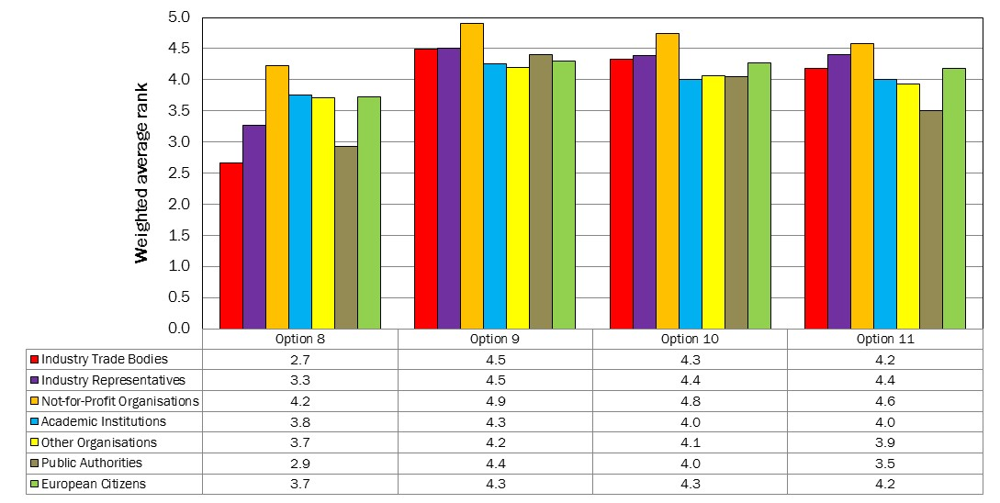 5.0
4.5
4.0
3.5
3.0
2.5
2.0
1.5
1.0
0.5
0.0
Weighted average rank
Option 8 Option 9 Option 10 Option 11
Industry Trade Bodies 2.7 4.5 4.3 4.2
Industry Representatives 3.3 4.5 4.4 4.4
Not-for-Profit Organisations 4.2 4.9 4.8 4.6
Academic Institutions 3.8 4.3 4.0 4.0
Other Organisations 3.7 4.2 4.1 3.9
Public Authorities 2.9 4.4 4.0 3.5
European Citizens 3.7 4.3 4.3 4.2